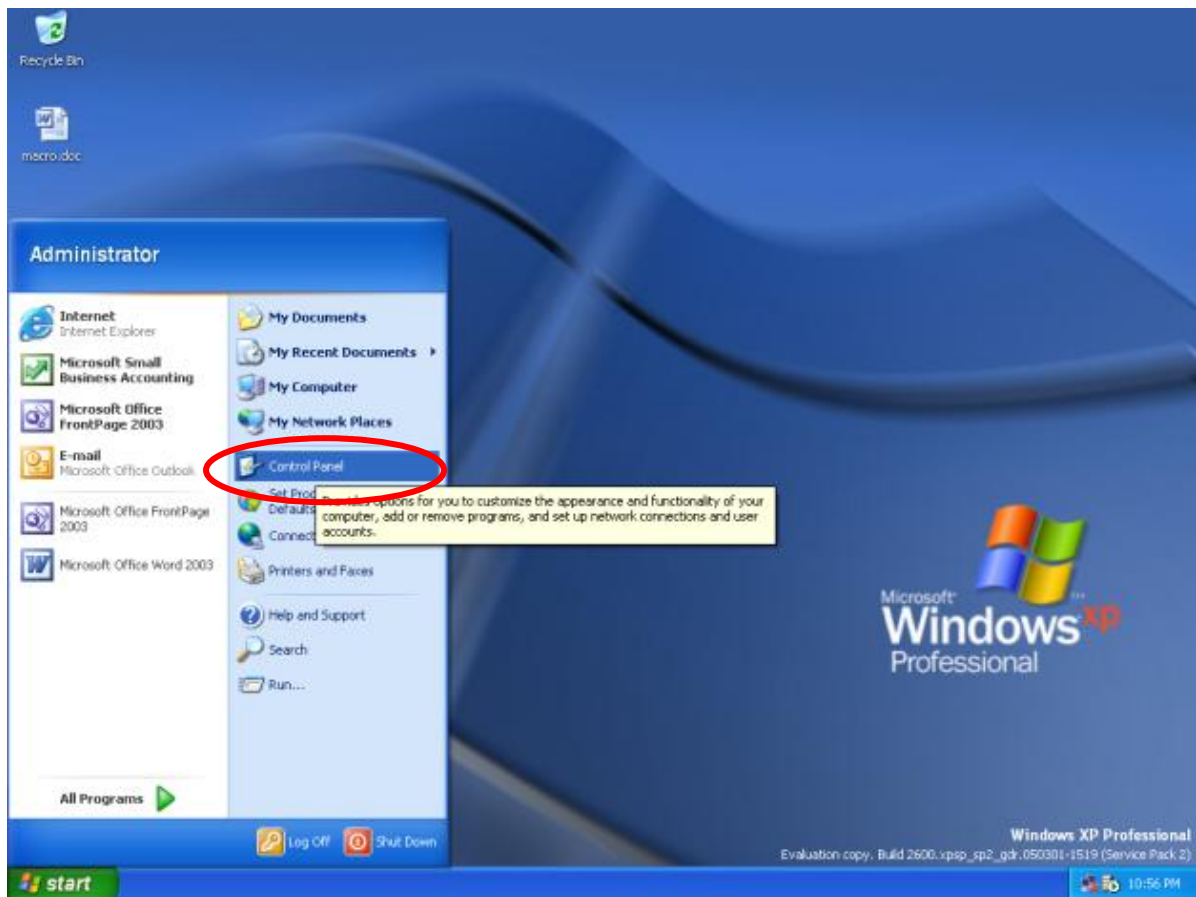 Recycle Bin
macro.doc
Administrator
Internet
Internet Explorer
Microsoft Small
Business Accounting
Microsoft Office
FrontPage 2003
E-mail
Microsoft Office Outlook
Microsoft Office FrontPage
2003
Microsoft Office Word 2003
All Programs
My Documents
My Recent Documents
My Computer
My Network Places
Control Panel
Set
Defaults
Printers and Faxes
Help and Support
Search
Run...
options for you to customize the appearance and functionality of your
computer, add or remove programs, and set up network connections and user
accounts.
Log Off
Shut Down
Microsoft
Windows xp
Professional
Windows XP Professional
Evaluation copy. Build 2600.xpsp_sp2_gdr.050301-1519 (Service Pack 2)
start
10:56 PM